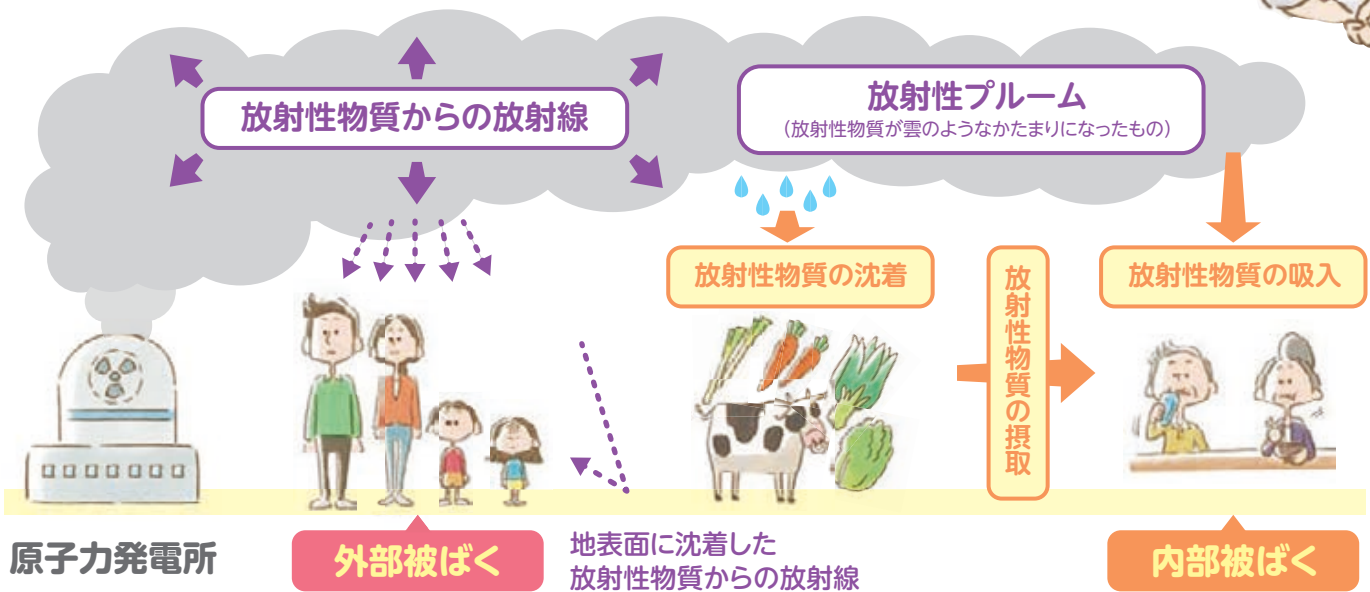 放射性物質からの放射線
放射性プルーム
（放射性物質が雲のようなかたまりになったもの）
放射性物質の沈着
放射性物質の摂取
放射性物質の吸入
原子力発電所
外部被ばく
地表面に沈着した
放射性物質からの放射線
内部被ばく